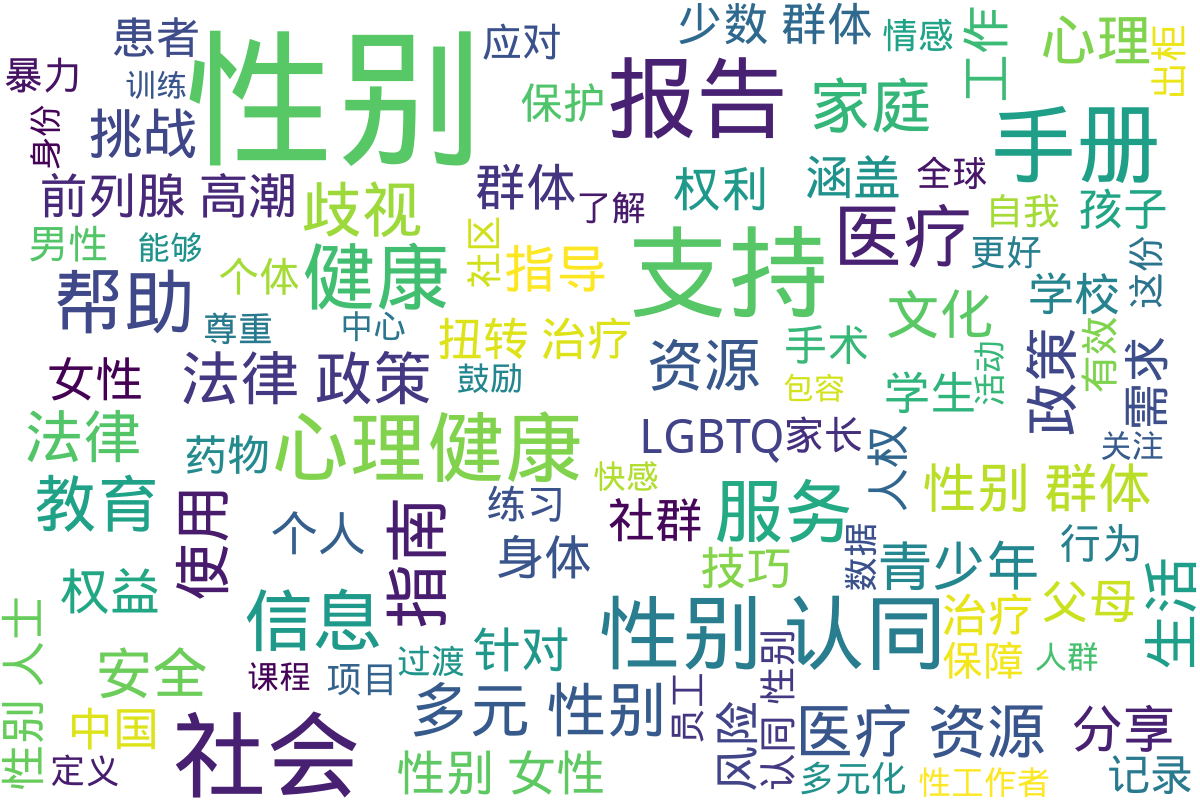 患者
应对
少数 群体
情感
工作
心理
出柜
暴力
训练
性别
保护
报告
家庭
手册
身份
挑战
前列腺 高潮
歧视
群体
了解
权利
涵盖
全球
自我
孩子
男性
能够
个体
健康
社区
指导
支持
医疗
更好
学校
这份
帮助
尊重
中心
扭转 治疗
手术
文化
女性
法律 政策
鼓励
资源
包容
学生
活动
政策
有效
需求
法律
药物
心理健康
LGBTQ
家长
人权
关注
快感
教育
使用
个人
指南
练习
社群
服务
性别 群体
身体
技巧
数据
青少年
行为
权益
信息
针对
性别 认同
治疗
父母
生活
性别 人士
安全
课程
项目
过渡
保障
人群
中国
社会
多元 性别
员工
认同 性别
风险
医疗 资源
分享
定义
性别 女性
多元化
性工作者
记录